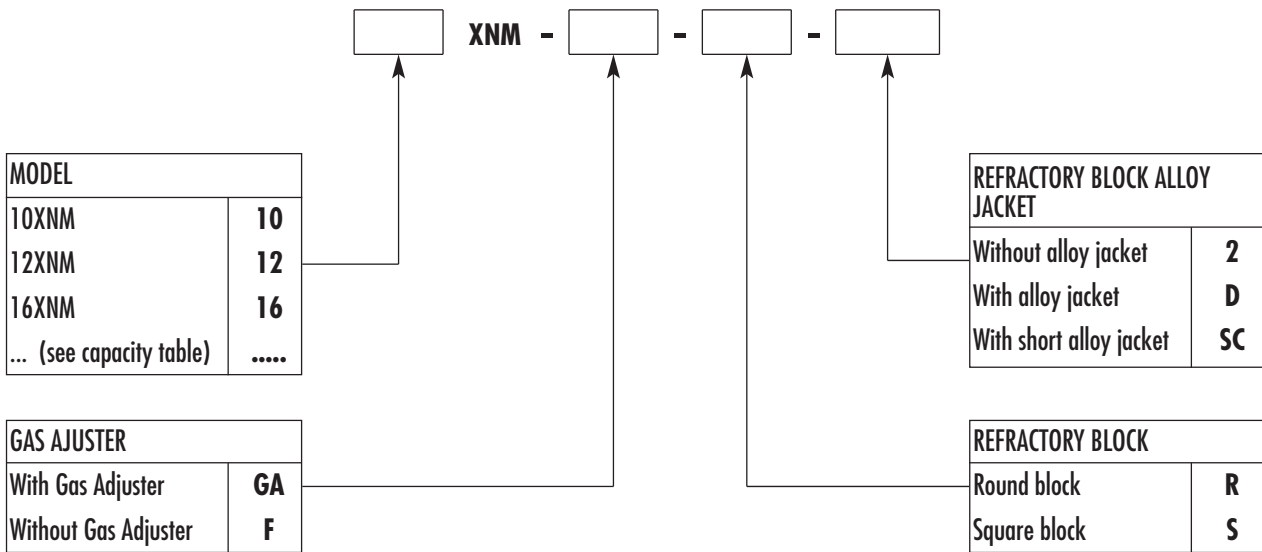 XNM - - -
MODEL
10XNM 10
12XNM 12
16XNM 16
... (see capacity table) .....
GAS AJUSTER
With Gas Adjuster GA
Without Gas Adjuster F
REFRACTORY BLOCK ALLOY
JACKET
Without alloy jacket 2
With alloy jacket D
With short alloy jacket SC
REFRACTORY BLOCK
Round block R
Square block S